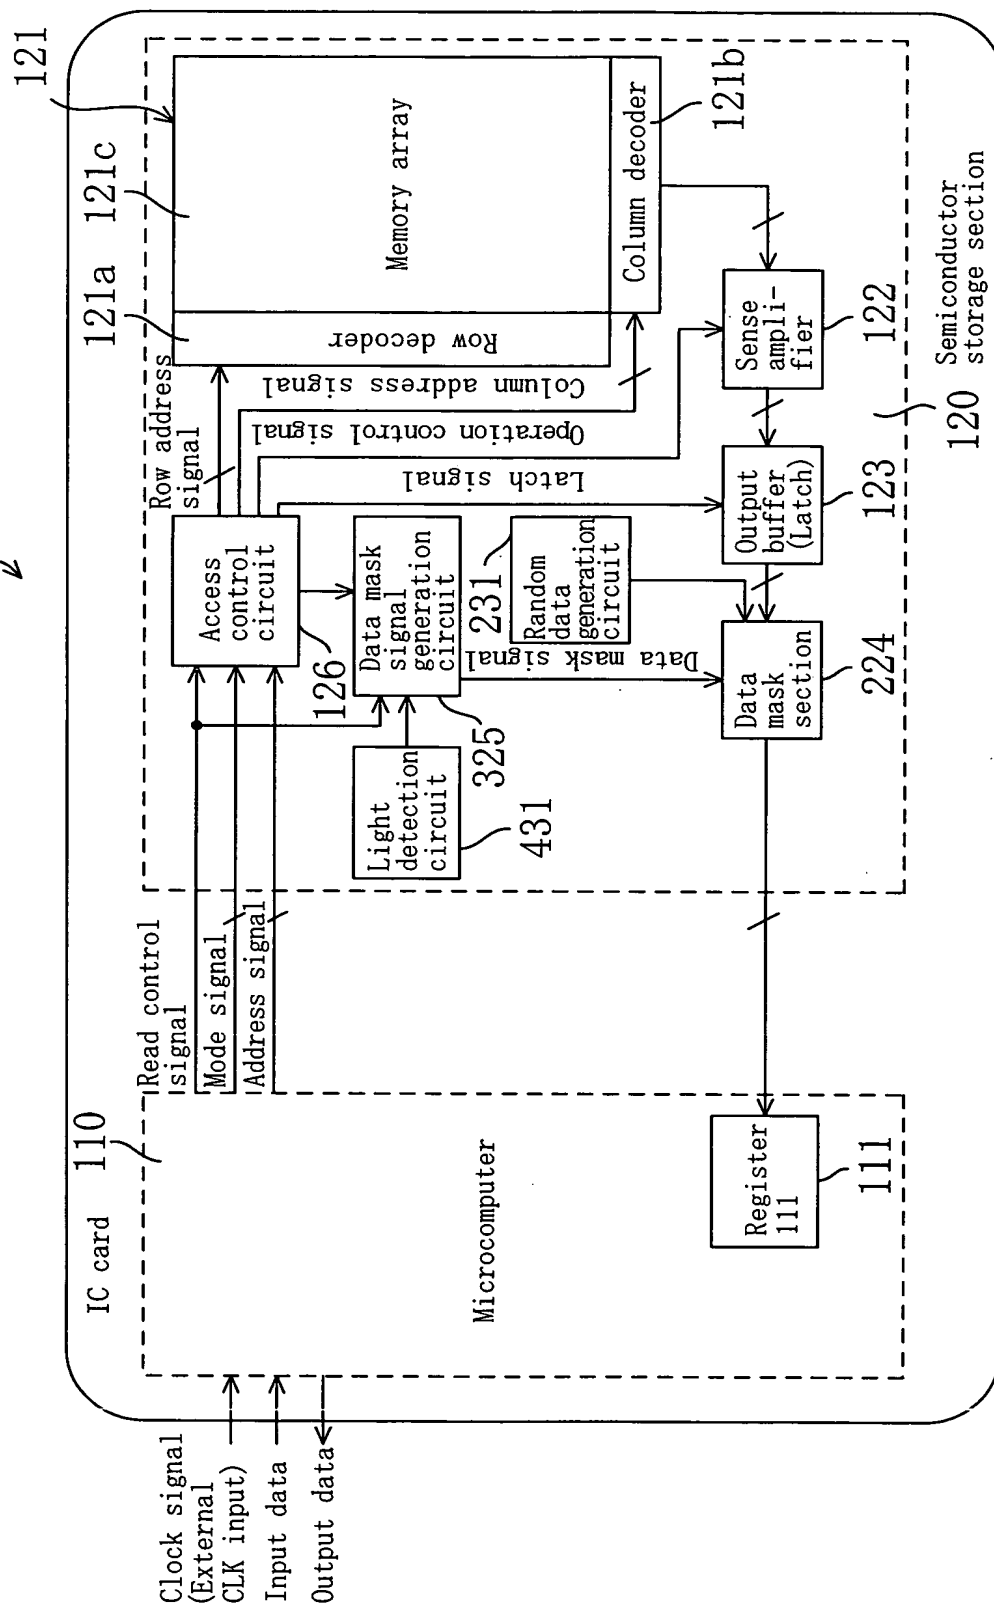 IC card
110
Clock signal
(External
CLK input)
Input data
Output data
Microcomputer
Register
111
111
Read control
signal
Mode signal
Address signal
Access
control
circuit
126
Row address
signal
Column address signal
Operation control signal
Latch signal
121
121a
121c
Row decoder
Memory array
Column decoder
121b
Light
detection
circuit
431
Data mask
signal
generation
circuit
325
Random data
generation
circuit
231
Data mask signal
Data
mask
section
224
Output
buffer
(Latch)
123
Sense
ampli-
fier
122
120
Semiconductor
storage section